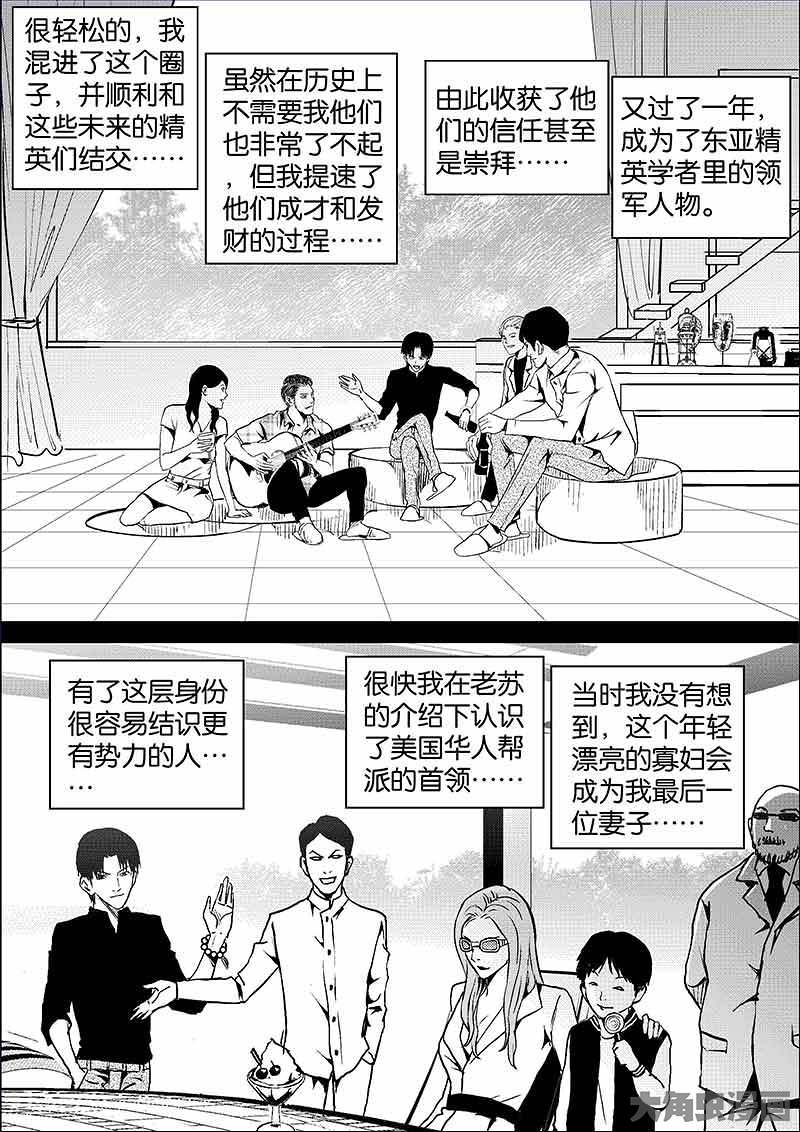 很轻松的，我
混进了这个圈
子，并顺利和
这些未来的精
英们结交……
虽然在历史上
不需要我他们
也非常了不起
，但我提速了
他们成才和发
财的过程……
由此收获了他
们的信任甚至
是崇拜……
又过了一年，
成为了东亚精
英学者里的领
军人物。
有了这层身份
很容易结识更
有势力的人…
……
很快我在老苏
的介绍下认识
了美国华人帮
派的首领……
当时我没有想
到，这个年轻
漂亮的寡妇会
成为我最后一
位妻子……
大角虫漫画